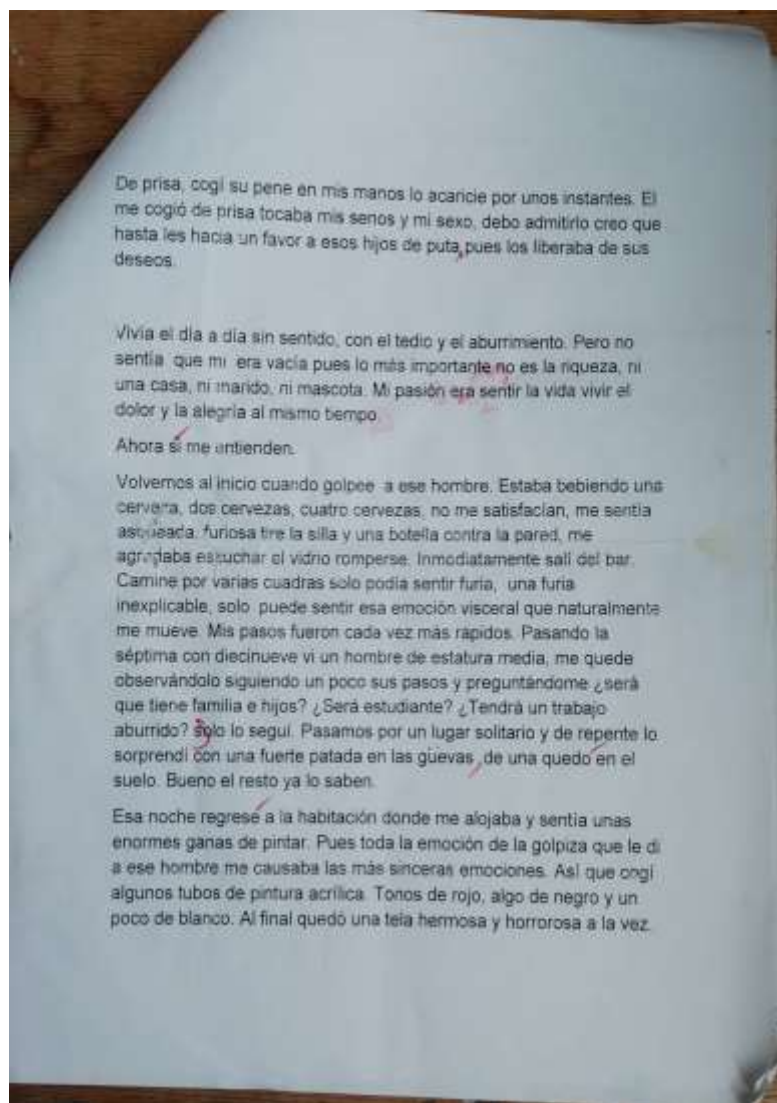 De prisa, cogí su pene en mis manos lo acaricie por unos instantes. El
me cogió de prisa tocaba mis senos y mi sexo, debo admitirlo creo que
hasta les hacia un favor a esos hijos de puta, pues los liberaba de sus
deseos.
Vivía el día a día sin sentido, con el tedio y el aburrimiento. Pero no
sentía que mi era vacía pues lo más importante no es la riqueza, ni
una casa, ni marido, ni mascota. Mi pasión era sentir la vida vivir el
dolor y la alegría al mismo tiempo.
Ahora sí me entienden.
Volvemos al inicio cuando golpee a ese hombre. Estaba bebiendo una
cerveza, dos cervezas, cuatro cervezas, no me satisfacían, me sentía
asqueada, furiosa tire la silla y una botella contra la pared, me
agradaba escuchar el vidrio romperse. Inmediatamente salí del bar.
Camine por varias cuadras solo podía sentir furia, una furia
inexplicable, solo puede sentir esa emoción visceral que naturalmente
me mueve. Mis pasos fueron cada vez más rápidos. Pasando la
séptima con diecinueve vi un hombre de estatura media, me quede
observándolo siguiendo un poco sus pasos y preguntándome ¿será
que tiene familia e hijos? ¿Será estudiante? ¿Tendrá un trabajo
aburrido? solo lo seguí. Pasamos por un lugar solitario y de repente lo
sorprendí con una fuerte patada en las guevas, de una quedo en el
suelo. Bueno el resto ya lo saben.
Esa noche regresé a la habitación donde me alojaba y sentía unas
enormes ganas de pintar. Pues toda la emoción de la golpiza que le di
a ese hombre me causaba las más sinceras emociones. Así que cogí
algunos tubos de pintura acrílica. Tonos de rojo, algo de negro y un
poco de blanco. Al final quedó una tela hermosa y horrorosa a la vez.